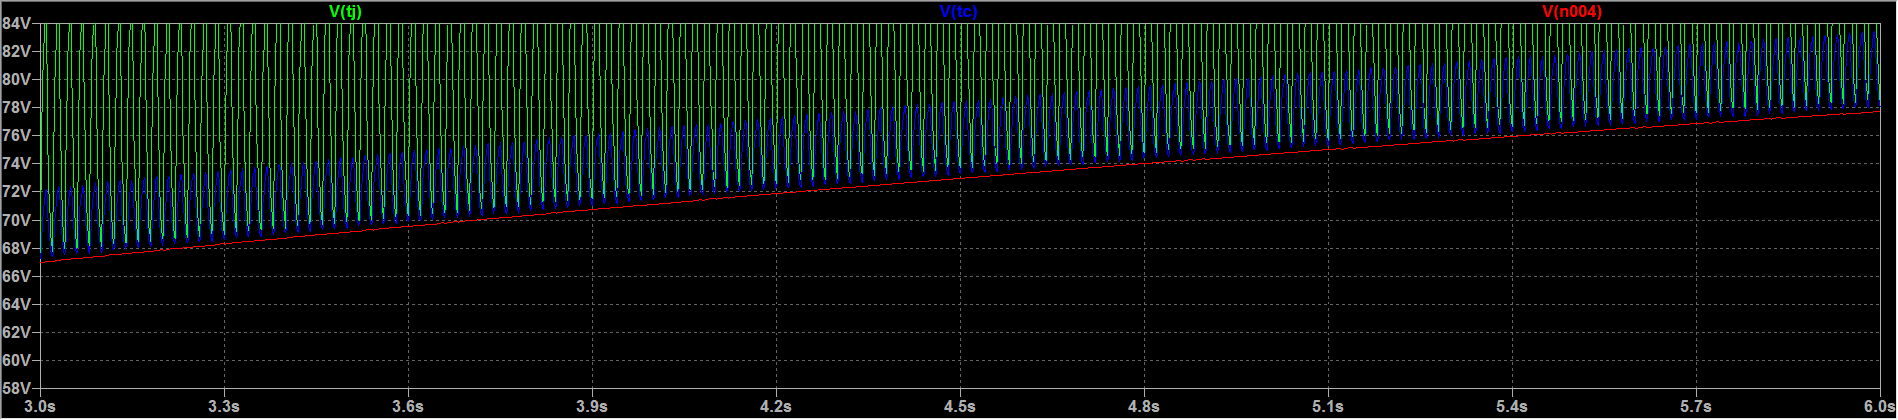 V(tj) V(tc) V(n004)
84V
82V
80V
78V
76V
74V
72V
70V
68V
66V
64V
62V
60V
58V
3.0s 3.3s 3.6s 3.9s 4.2s 4.5s 4.8s 5.1s 5.4s 5.7s 6.0s